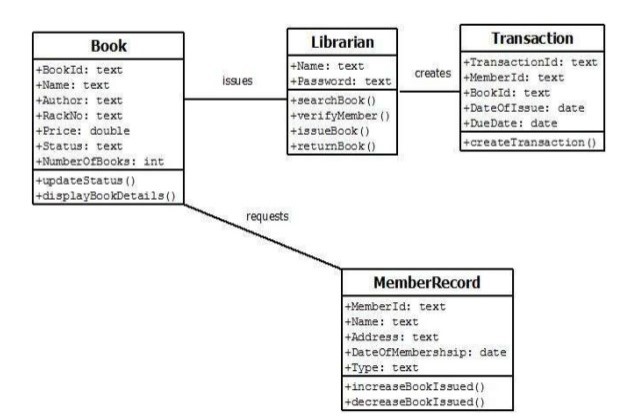 Book
+BookId: text
+Name: text
+Author: text
+RackNo: text
+Price: double
+Status: text
+NumberOfBooks: int
+updateStatus()
+displayBookDetails()
issues
Librarian
+Name: text
+Password: text
+searchBook()
+verifyMember()
+issueBook()
+returnBook()
creates
Transaction
+TransactionId: text
+MemberId: text
+BookId: text
+DateOfIssue: date
+DueDate: date
+createTransaction()
requests
MemberRecord
+MemberId: text
+Name: text
+Address: text
+DateOfMembershsip: date
+Type: text
+increaseBookIssued()
+decreaseBookIssued()